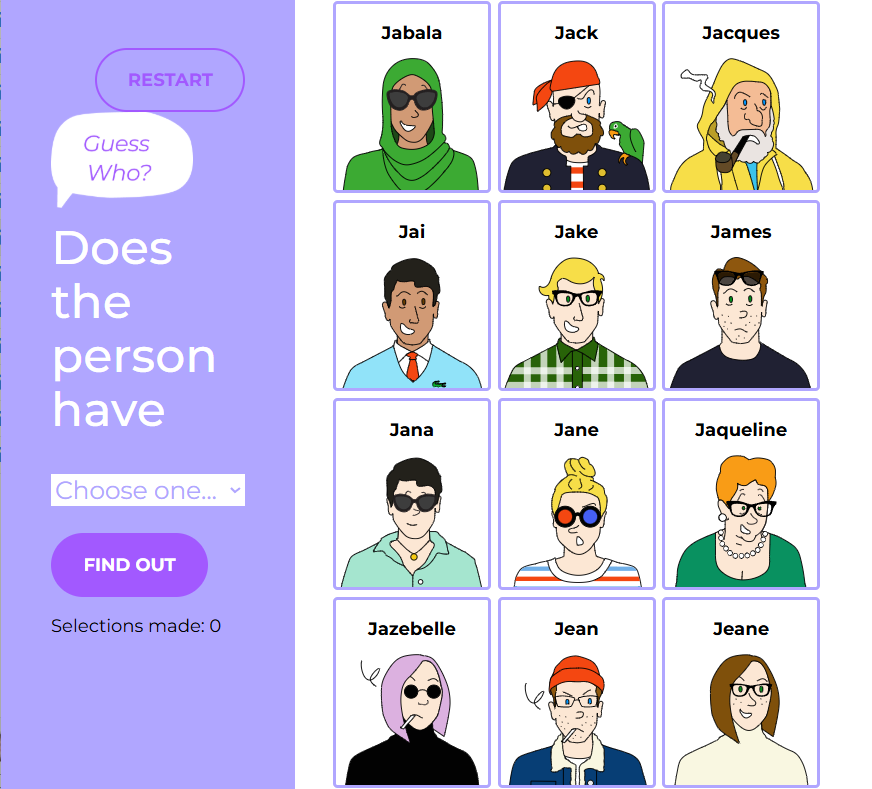 RESTART
Guess
Who?
Does
the
person
have
Choose one...
FIND OUT
Selections made: 0
Jabala
Jack
Jacques
Jai
Jake
James
Jana
Jane
Jaqueline
Jazebelle
Jean
Jeane